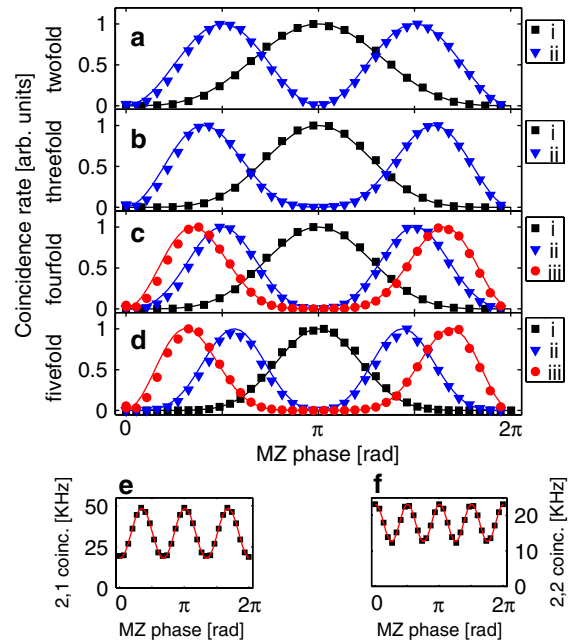 Coincidence rate [arb. units]
twofold
1
0.5
0
a
i
ii
threefold
1
0.5
0
b
i
ii
fourfold
1
0.5
0
c
i
ii
iii
fivefold
1
0.5
0
d
i
ii
iii
0 π 2π
MZ phase [rad]
e
2,1 coinc. [KHz]
50
25
0
0 π 2π
MZ phase [rad]
f
20
10
0
2,2 coinc. [KHz]
0 π 2π
MZ phase [rad]